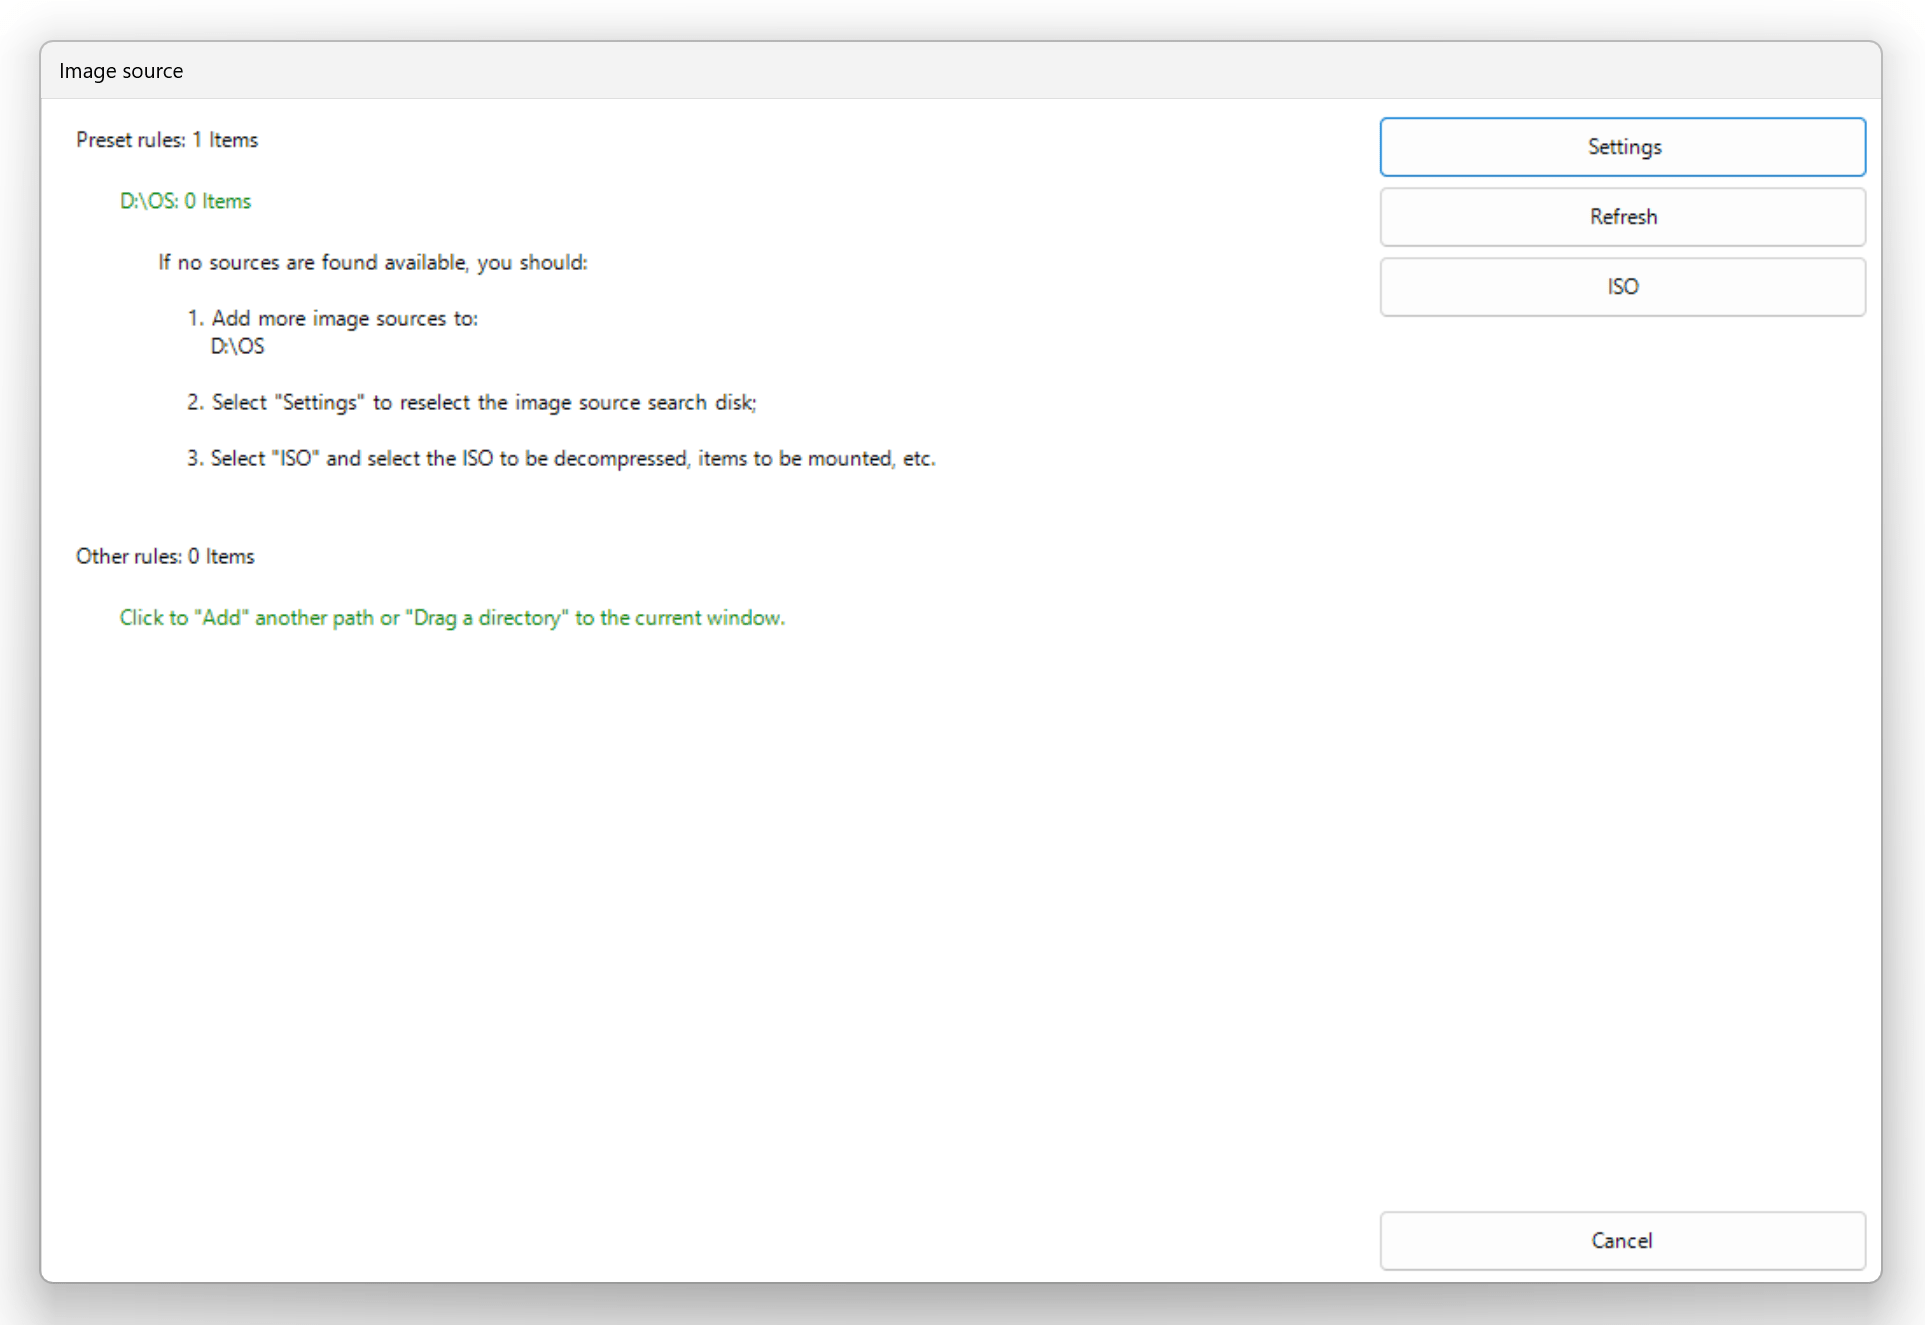 Image source
Preset rules: 1 Items
D:\OS: 0 Items
If no sources are found available, you should:
1. Add more image sources to:
D:\OS
2. Select "Settings" to reselect the image source search disk;
3. Select "ISO" and select the ISO to be decompressed, items to be mounted, etc.
Other rules: 0 Items
Click to "Add" another path or "Drag a directory" to the current window.
Settings
Refresh
ISO
Cancel